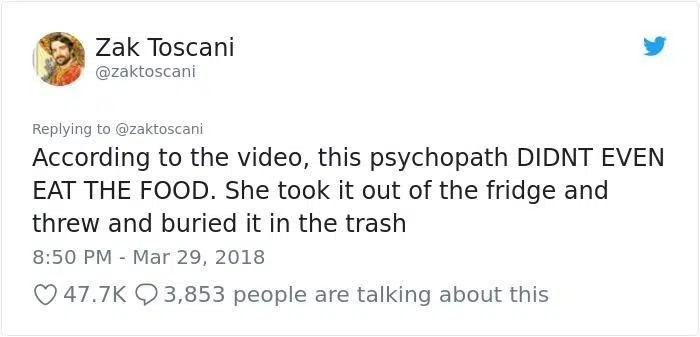 Zak Toscani
@zaktoscani
Replying to @zaktoscani
According to the video, this psychopath DIDNT EVEN
EAT THE FOOD. She took it out of the fridge and
threw and buried it in the trash
8:50 PM - Mar 29, 2018
47.7K 3,853 people are talking about this